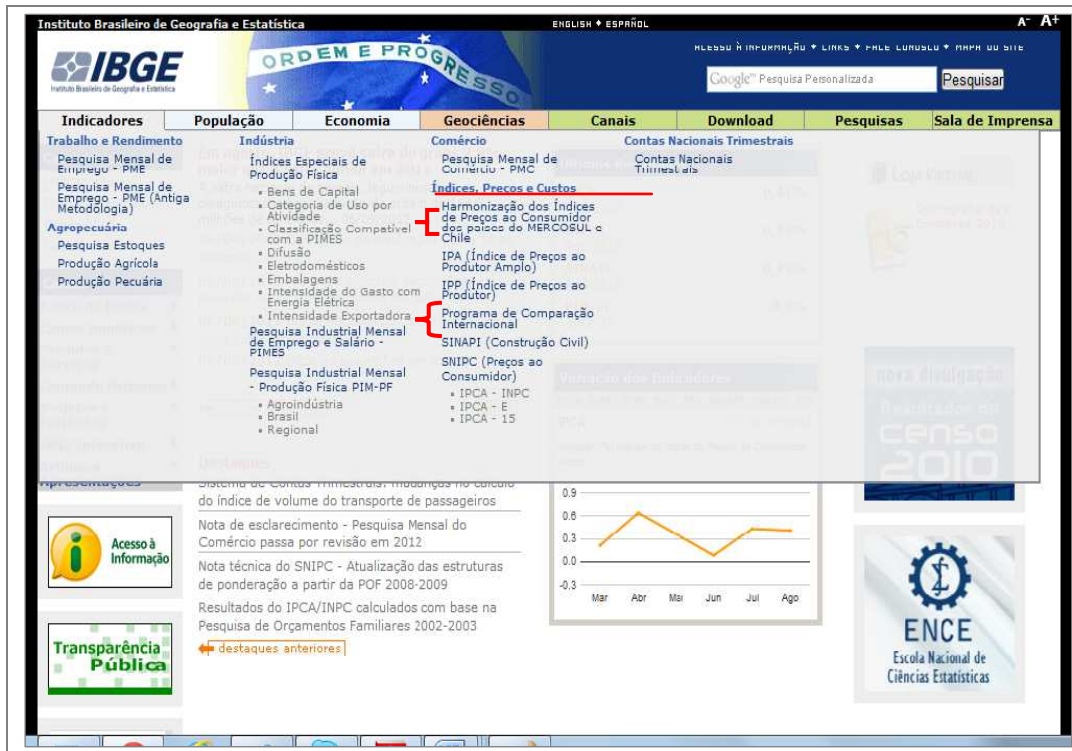 Instituto Brasileiro de Geografia e Estatística
ENGLISH ♦ ESPAÑOL
A- A+
IBGE
Instituto Brasileiro de Geografia e Estatística
ORDEM E PROGRESSO
ACESSO À INFORMAÇÃO ♦ LINKS ♦ FALE CONOSCO ♦ MAPA DO SITE
Google™ Pesquisa Personalizada
Pesquisar
Indicadores População Economia Geociências Canais Download Pesquisas Sala de Imprensa
Trabalho e Rendimento
Pesquisa Mensal de
Emprego - PME
Pesquisa Mensal de
Emprego - PME (Antiga
Metodologia)
Agropecuária
Pesquisa Estoques
Produção Agrícola
Produção Pecuária
Indústria
Índices Especiais de
Produção Física
Bens de Capital
Categoria de Uso por
Atividade
Classificação Compatível
com a PIMES
Difusão
Eletrodomésticos
Embalagens
Intensidade do Gasto com
Energia Elétrica
Intensidade Exportadora
Pesquisa Industrial Mensal
de Emprego e Salário -
PIMES
Pesquisa Industrial Mensal
- Produção Física PIM-PF
Agroindústria
Brasil
Regional
Comércio
Pesquisa Mensal de
Comércio - PMC
Índices, Preços e Custos
Harmonização dos Índices
de Preços ao Consumidor
dos países do MERCOSUL e
Chile
IPA (Índice de Preços ao
Produtor Amplo)
IPP (Índice de Preços ao
Produtor)
Programa de Comparação
Internacional
SINAPI (Construção Civil)
SNIPC (Preços ao
Consumidor)
IPCA - INPC
IPCA - E
IPCA - 15
Contas Nacionais Trimestrais
Contas Nacionais
Trimestrais
Loja Virtual
Variação dos Indicadores
IPCA
nova divulgação
Resultados do
censo
2010
Destaques
Apresentações
Sistema de Contas Trimestrais: mudanças no cálculo
do índice de volume do transporte de passageiros
Nota de esclarecimento - Pesquisa Mensal do
Comércio passa por revisão em 2012
Nota técnica do SNIPC - Atualização das estruturas
de ponderação a partir da POF 2008-2009
Resultados do IPCA/INPC calculados com base na
Pesquisa de Orçamentos Familiares 2002-2003
destaques anteriores
Acesso à
Informação
Transparência
Pública
0.9
0.6
0.3
0.0
-0.3
Mar Abr Mai Jun Jul Ago
ENCE
Escola Nacional de
Ciências Estatísticas